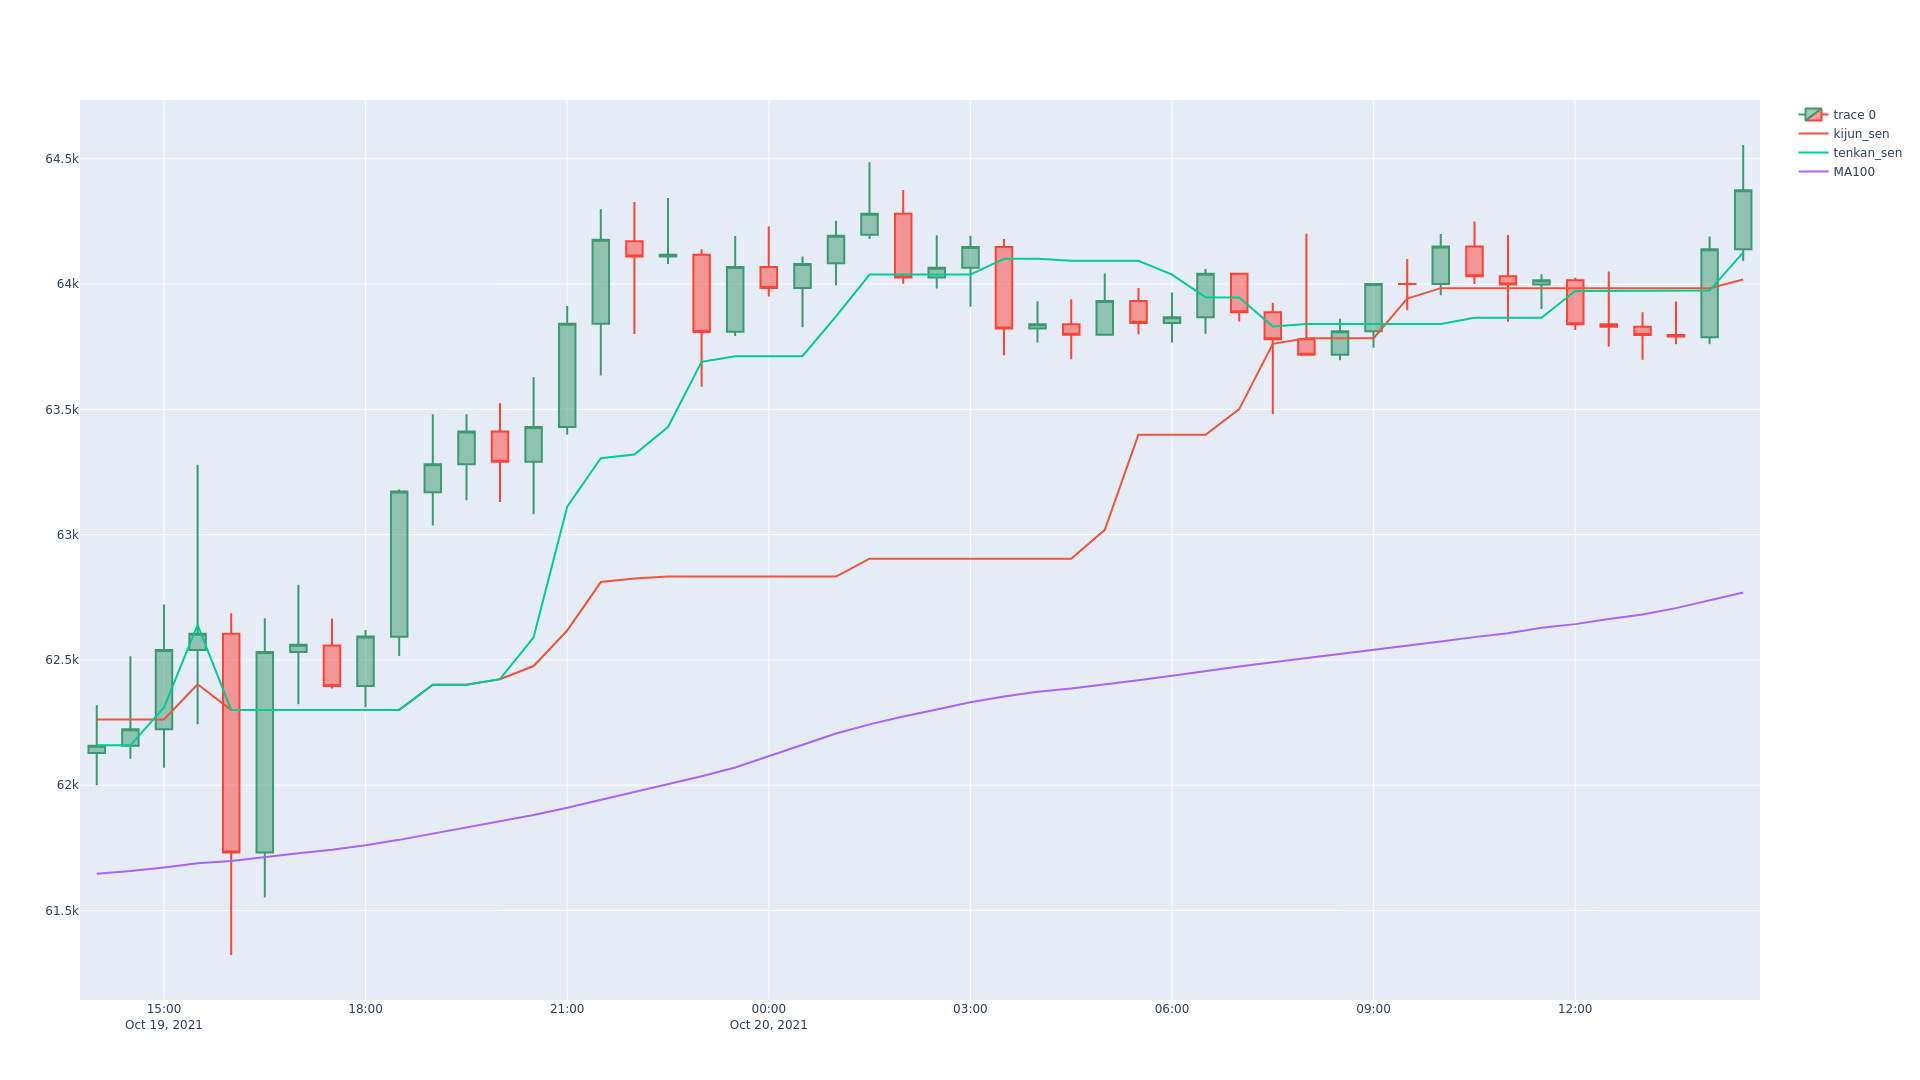 64.5k
64k
63.5k
63k
62.5k
62k
61.5k
15:00
Oct 19, 2021
18:00
21:00
00:00
Oct 20, 2021
03:00
06:00
09:00
12:00
trace 0
kijun_sen
tenkan_sen
MA100